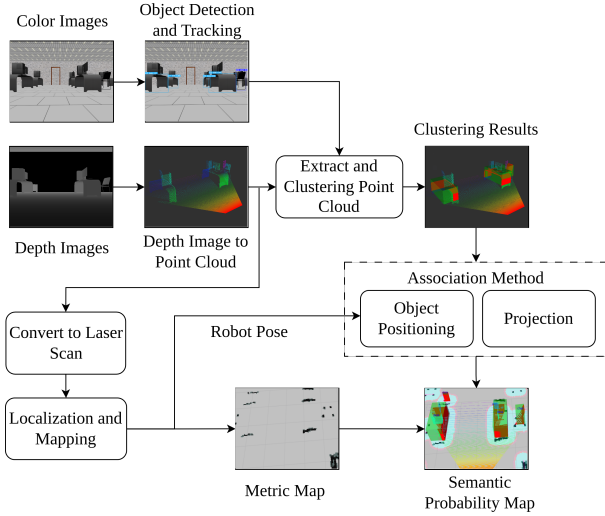 Color Images
Object Detection
and Tracking
Depth Images
Depth Image to
Point Cloud
Extract and
Clustering Point
Cloud
Clustering Results
Association Method
Object
Positioning
Projection
Convert to Laser
Scan
Robot Pose
Localization and
Mapping
Metric Map
Semantic
Probability Map